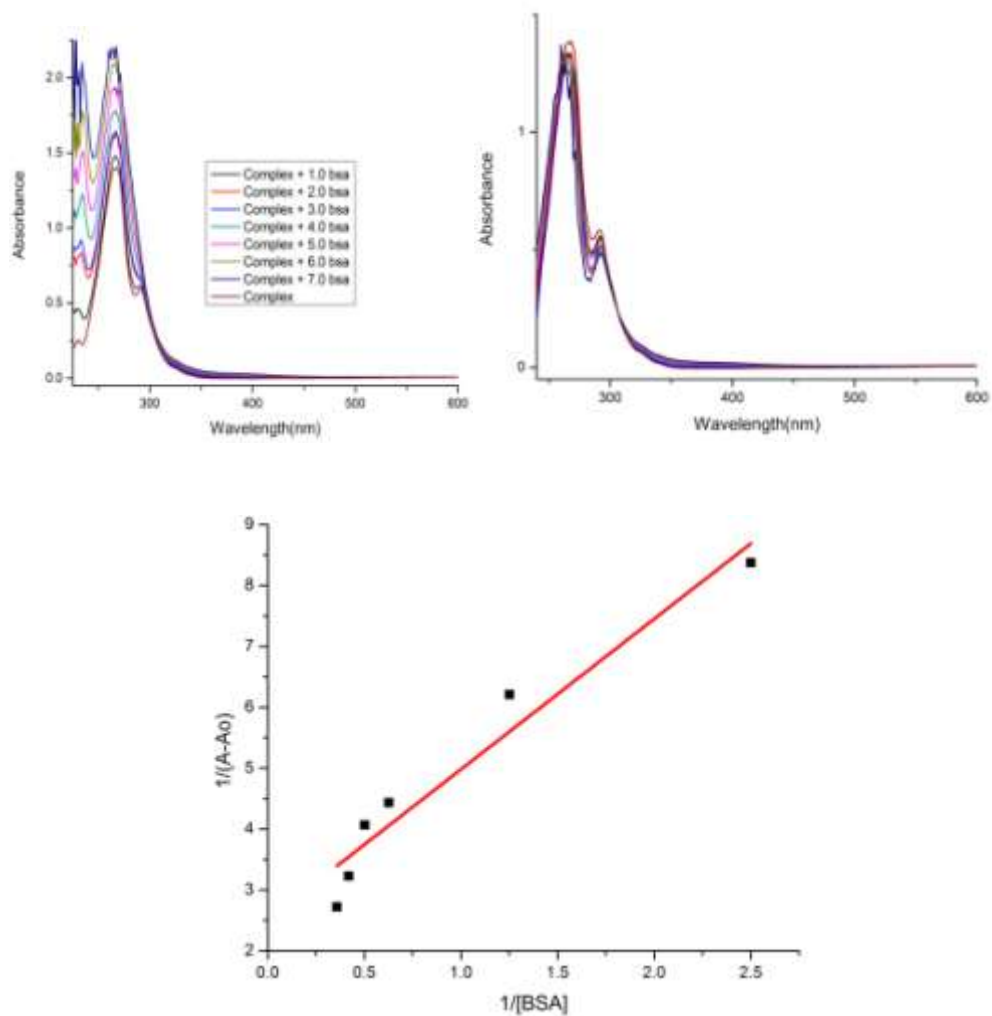 2.0
1.5
1.0
0.5
0.0
Absorbance
Complex + 1.0 bsa
Complex + 2.0 bsa
Complex + 3.0 bsa
Complex + 4.0 bsa
Complex + 5.0 bsa
Complex + 6.0 bsa
Complex + 7.0 bsa
Complex
300
400
500
600
Wavelength(nm)
1
0
Absorbance
300
400
500
600
Wavelength(nm)
9
8
7
6
5
4
3
2
1/(A-Ao)
0.0
0.5
1.0
1.5
2.0
2.5
1/[BSA]